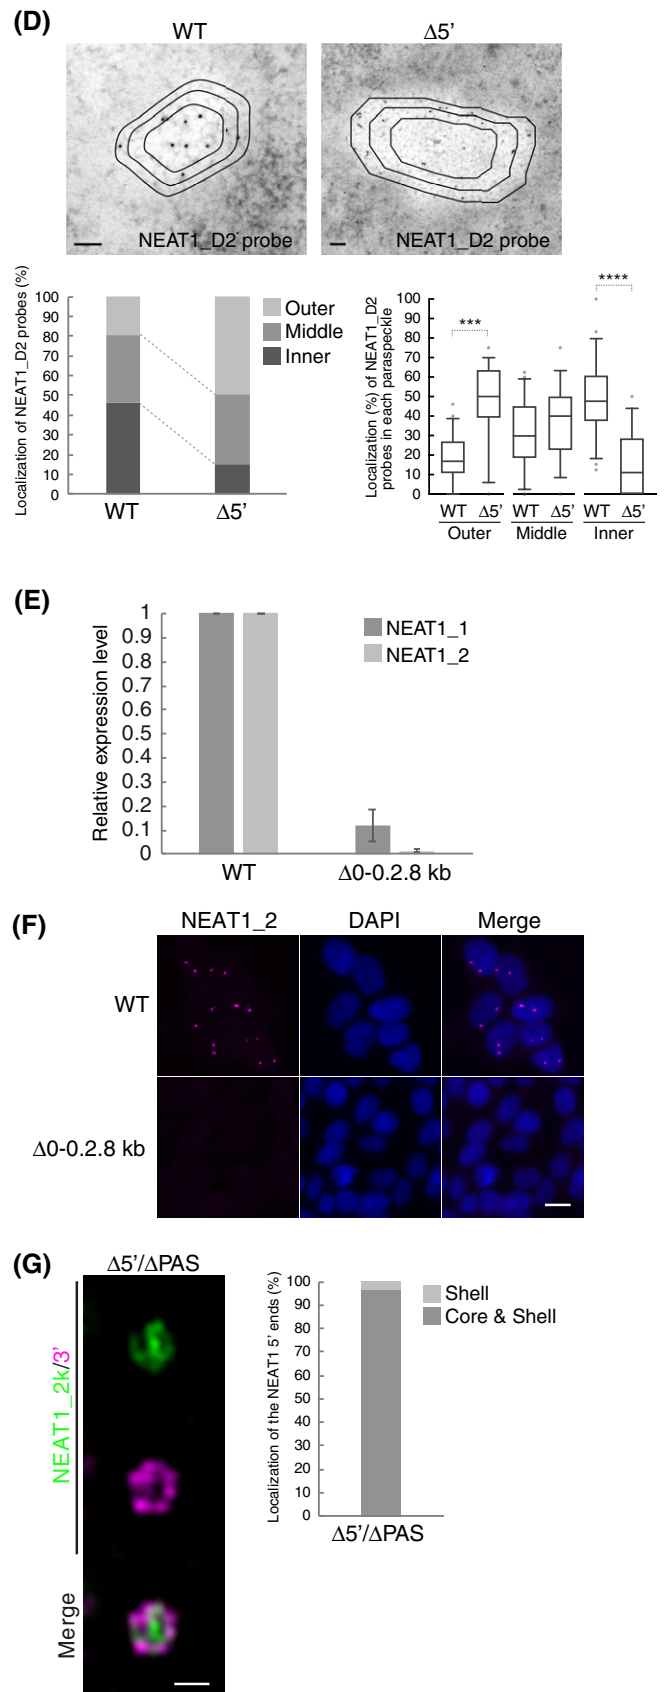 (D)
WT
Δ5'
NEAT1_D2 probe
NEAT1_D2 probe
Localization of NEAT1_D2 probes (%)
100
90
80
70
60
50
40
30
20
10
0
WT
Δ5'
Outer
Middle
Inner
Localization (%) of NEAT1_D2
probes in each paraspeckle
100
90
80
70
60
50
40
30
20
10
0
***
****
WT Δ5' WT Δ5' WT Δ5'
Outer Middle Inner
(E)
Relative expression level
1
0.9
0.8
0.7
0.6
0.5
0.4
0.3
0.2
0.1
0
WT
Δ0-0.2.8 kb
NEAT1_1
NEAT1_2
(F)
NEAT1_2 DAPI Merge
WT
Δ0-0.2.8 kb
(G)
Δ5'/ΔPAS
NEAT1_2k/3'
Merge
Localization of the NEAT1 5' ends (%)
100
90
80
70
60
50
40
30
20
10
0
Δ5'/ΔPAS
Shell
Core & Shell